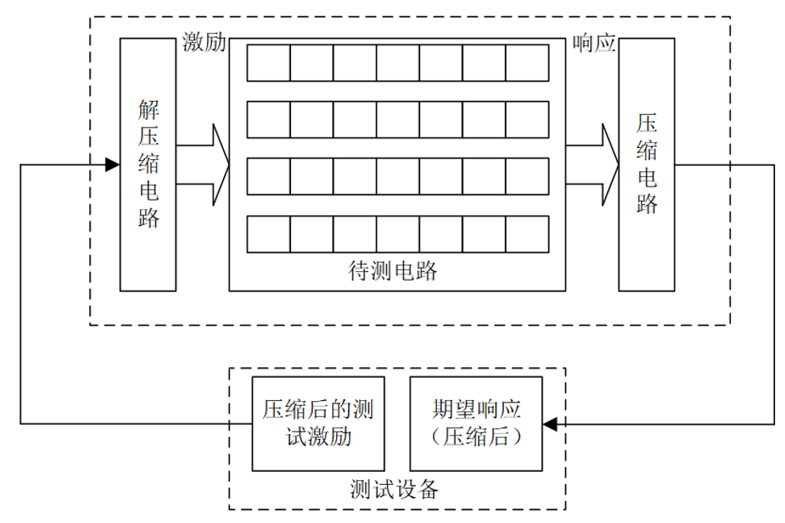 激励
响应
解压缩电路
压缩电路
待测电路
压缩后的测
试激励
期望响应
（压缩后）
测试设备